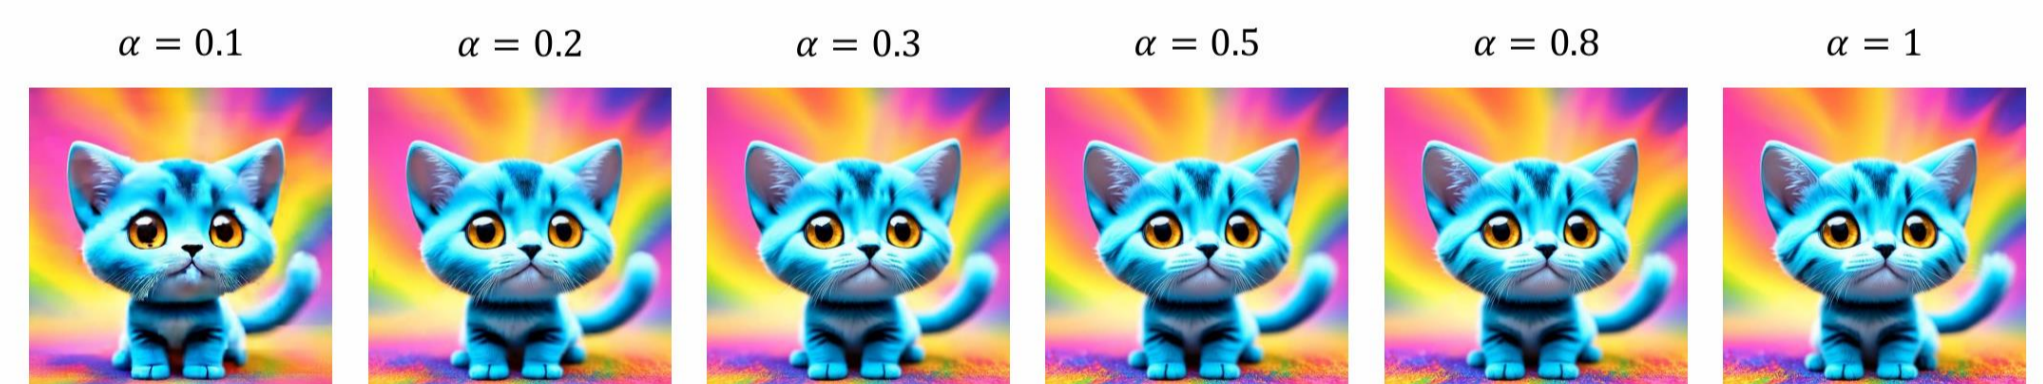 α = 0.1 α = 0.2 α = 0.3 α = 0.5 α = 0.8 α = 1